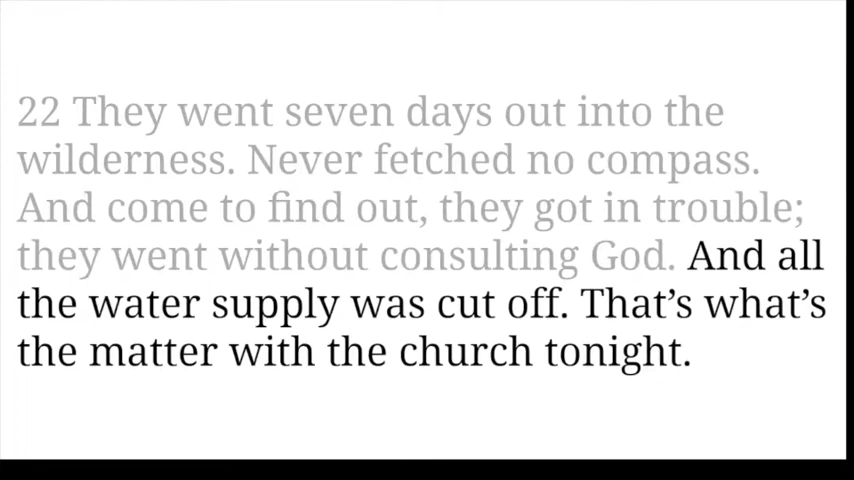 22 They went seven days out into the
wilderness. Never fetched no compass.
And come to find out, they got in trouble;
they went without consulting God. And all
the water supply was cut off. That’s what’s
the matter with the church tonight.